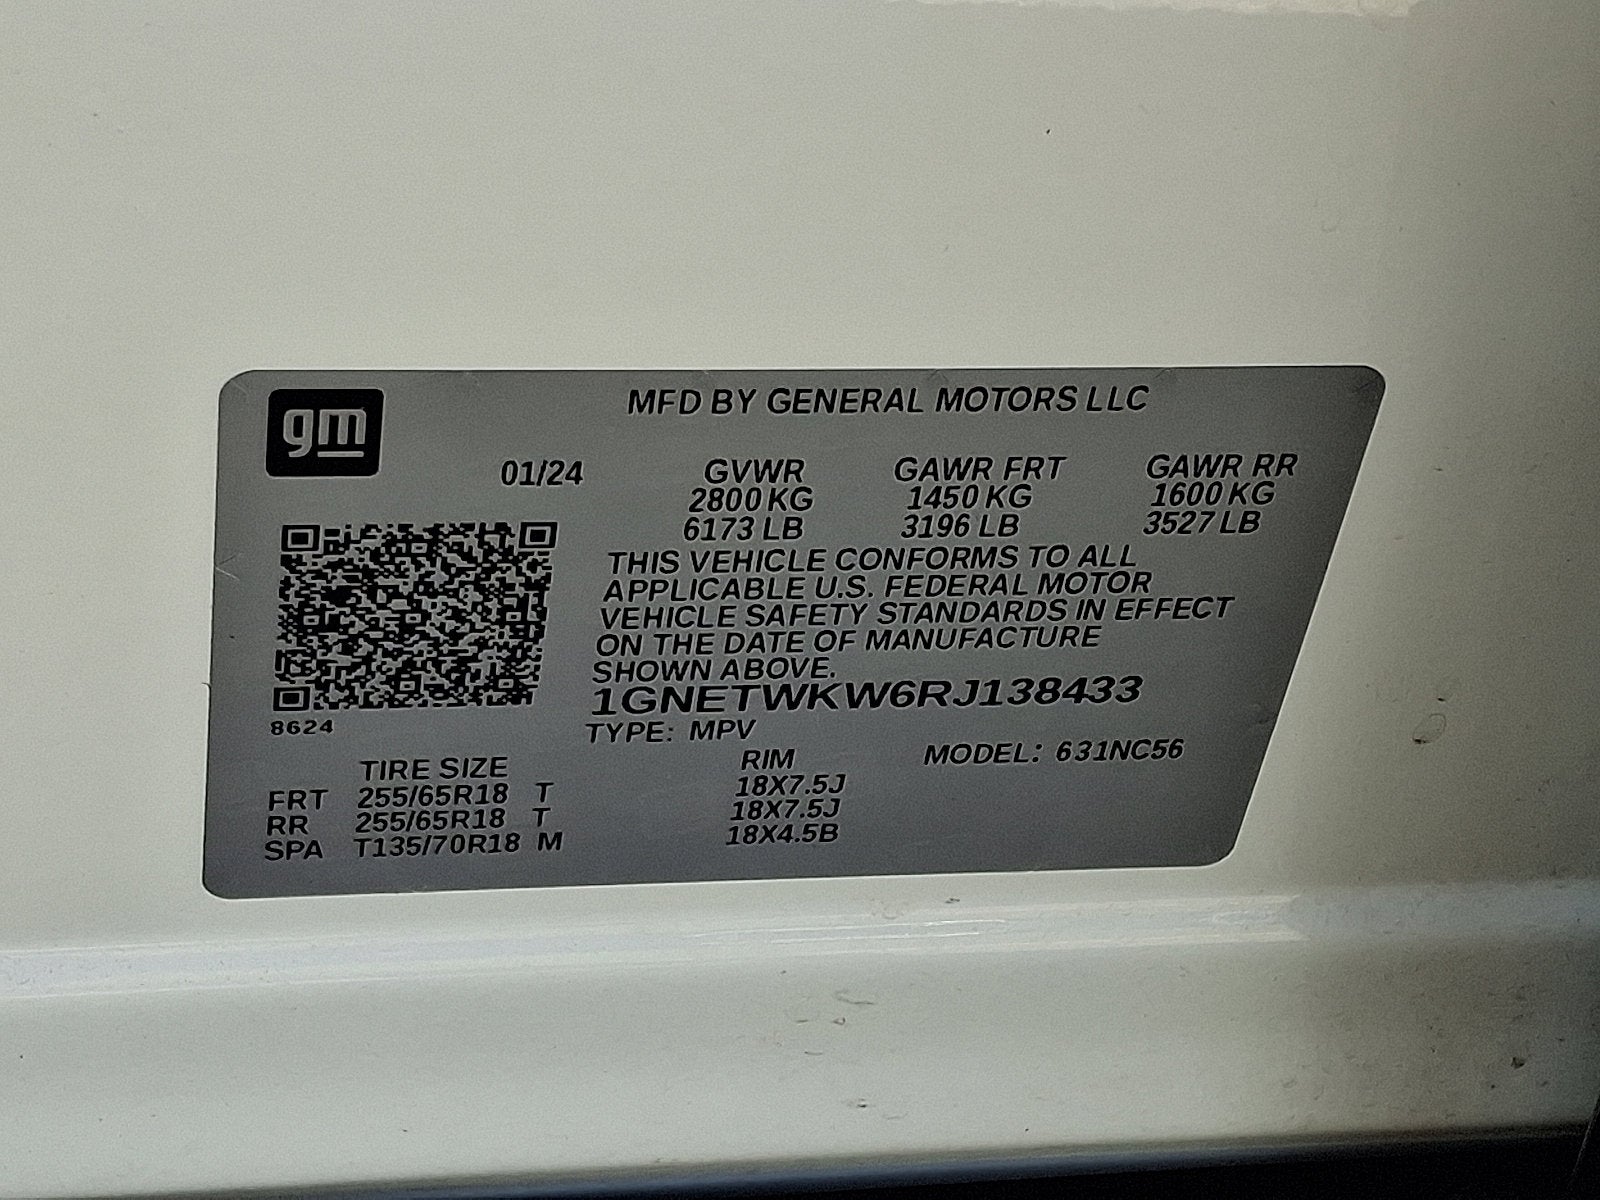 gm
MFD BY GENERAL MOTORS LLC
01/24 GVWR GAWR FRT GAWR RR
2800 KG 1450 KG 1600 KG
6173 LB 3196 LB 3527 LB
THIS VEHICLE CONFORMS TO ALL
APPLICABLE U.S. FEDERAL MOTOR
VEHICLE SAFETY STANDARDS IN EFFECT
ON THE DATE OF MANUFACTURE
SHOWN ABOVE.
1GNETWKW6RJ138433
8624
TYPE: MPV
MODEL: 631NC56
TIRE SIZE RIM
FRT 255/65R18 T 18X7.5J
RR 255/65R18 T 18X7.5J
SPA T135/70R18 M 18X4.5B